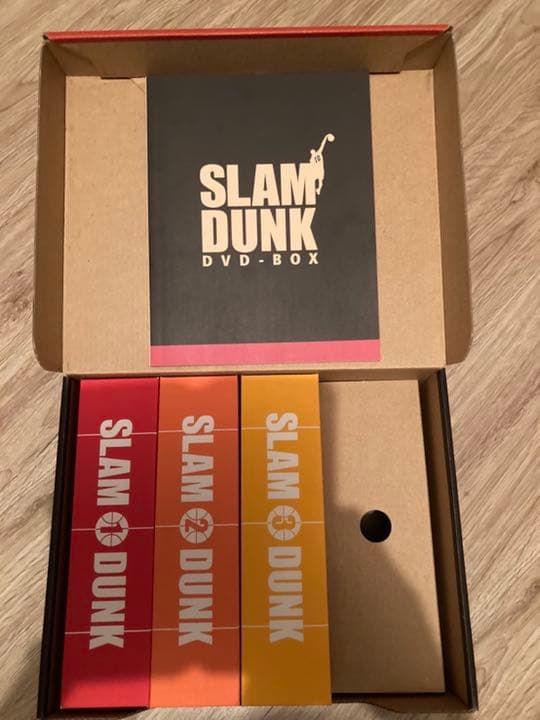 SLAM
DUNK
DVD-BOX
SLAM 1 DUNK
SLAM 2 DUNK
SLAM 3 DUNK